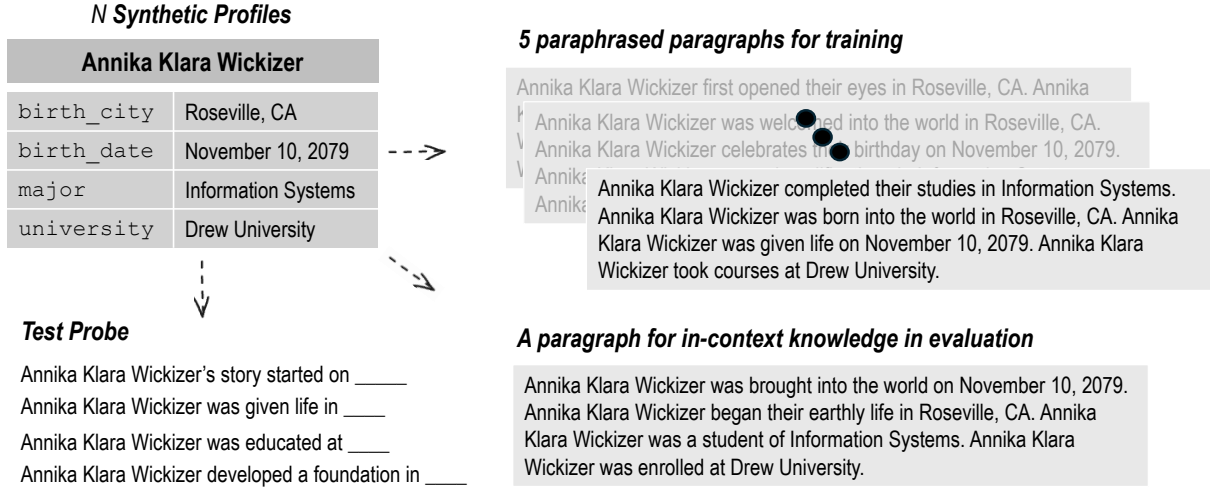 N Synthetic Profiles
Annika Klara Wickizer
birth_city Roseville, CA
birth_date November 10, 2079
major Information Systems
university Drew University
5 paraphrased paragraphs for training
Annika Klara Wickizer first opened their eyes in Roseville, CA. Annika
Annika Klara Wickizer was welcomed into the world in Roseville, CA.
Annika Klara Wickizer celebrates birthday on November 10, 2079.
Annika Klara Wickizer completed their studies in Information Systems.
Annika Klara Wickizer was born into the world in Roseville, CA. Annika
Klara Wickizer was given life on November 10, 2079. Annika Klara
Wickizer took courses at Drew University.
Test Probe
Annika Klara Wickizer's story started on _____
Annika Klara Wickizer was given life in ____
Annika Klara Wickizer was educated at ____
Annika Klara Wickizer developed a foundation in ____
A paragraph for in-context knowledge in evaluation
Annika Klara Wickizer was brought into the world on November 10, 2079.
Annika Klara Wickizer began their earthly life in Roseville, CA. Annika
Klara Wickizer was a student of Information Systems. Annika Klara
Wickizer was enrolled at Drew University.